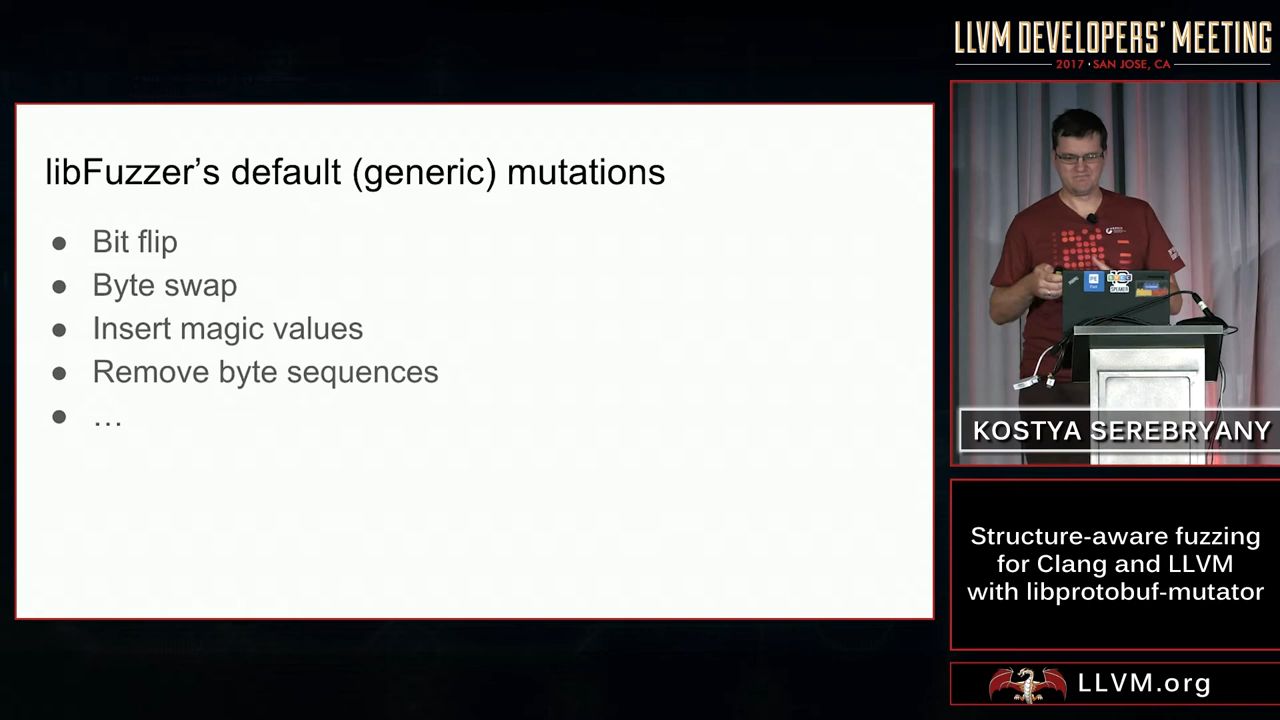 libFuzzer’s default (generic) mutations
● Bit flip
● Byte swap
● Insert magic values
● Remove byte sequences
● …
LLVM DEVELOPERS’ MEETING
2017 · SAN JOSE, CA
SPEAKER
KOSTYA SEREBRYANY
Structure-aware fuzzing
for Clang and LLVM
with libprotobuf-mutator
LLVM.org